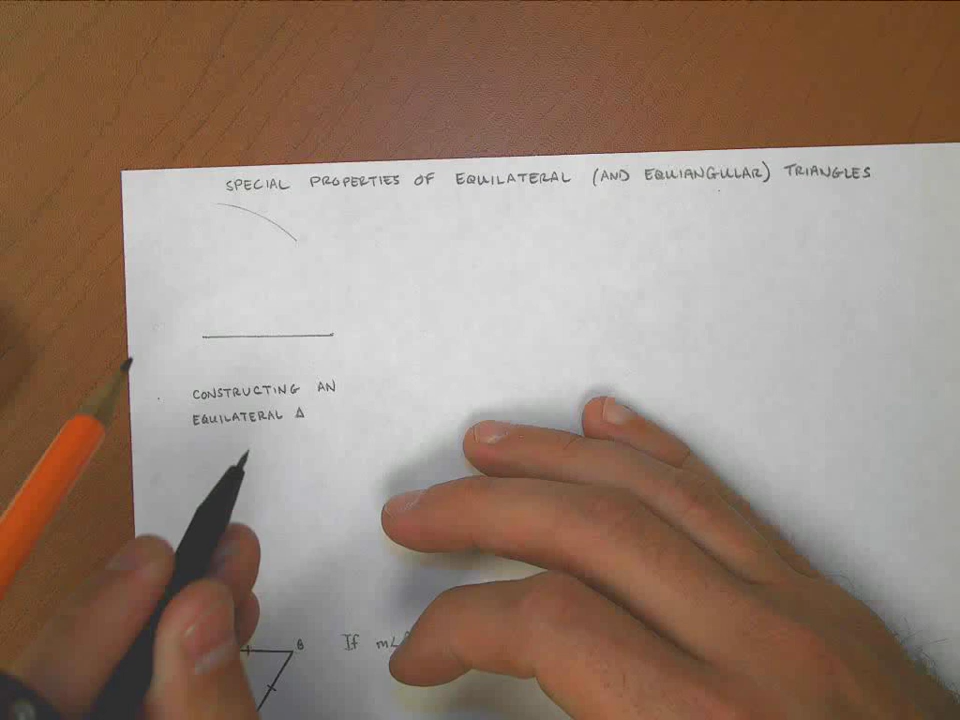 SPECIAL PROPERTIES OF EQUILATERAL (AND EQUIANGULAR) TRIANGLES
CONSTRUCTING AN
EQUILATERAL Δ
B
If m∠